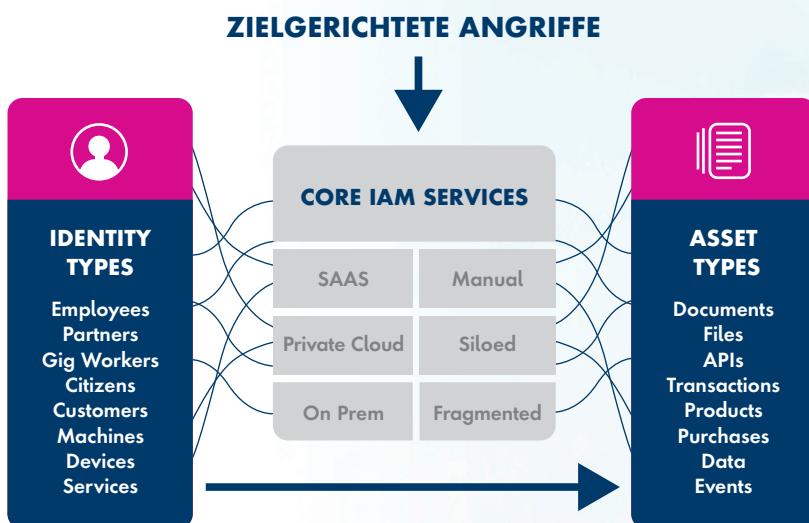 ZIELGERICHTETE ANGRIFFE
IDENTITY
TYPES
Employees
Partners
Gig Workers
Citizens
Customers
Machines
Devices
Services
CORE IAM SERVICES
SAAS
Manual
Private Cloud
Siloed
On Prem
Fragmented
ASSET
TYPES
Documents
Files
APIs
Transactions
Products
Purchases
Data
Events